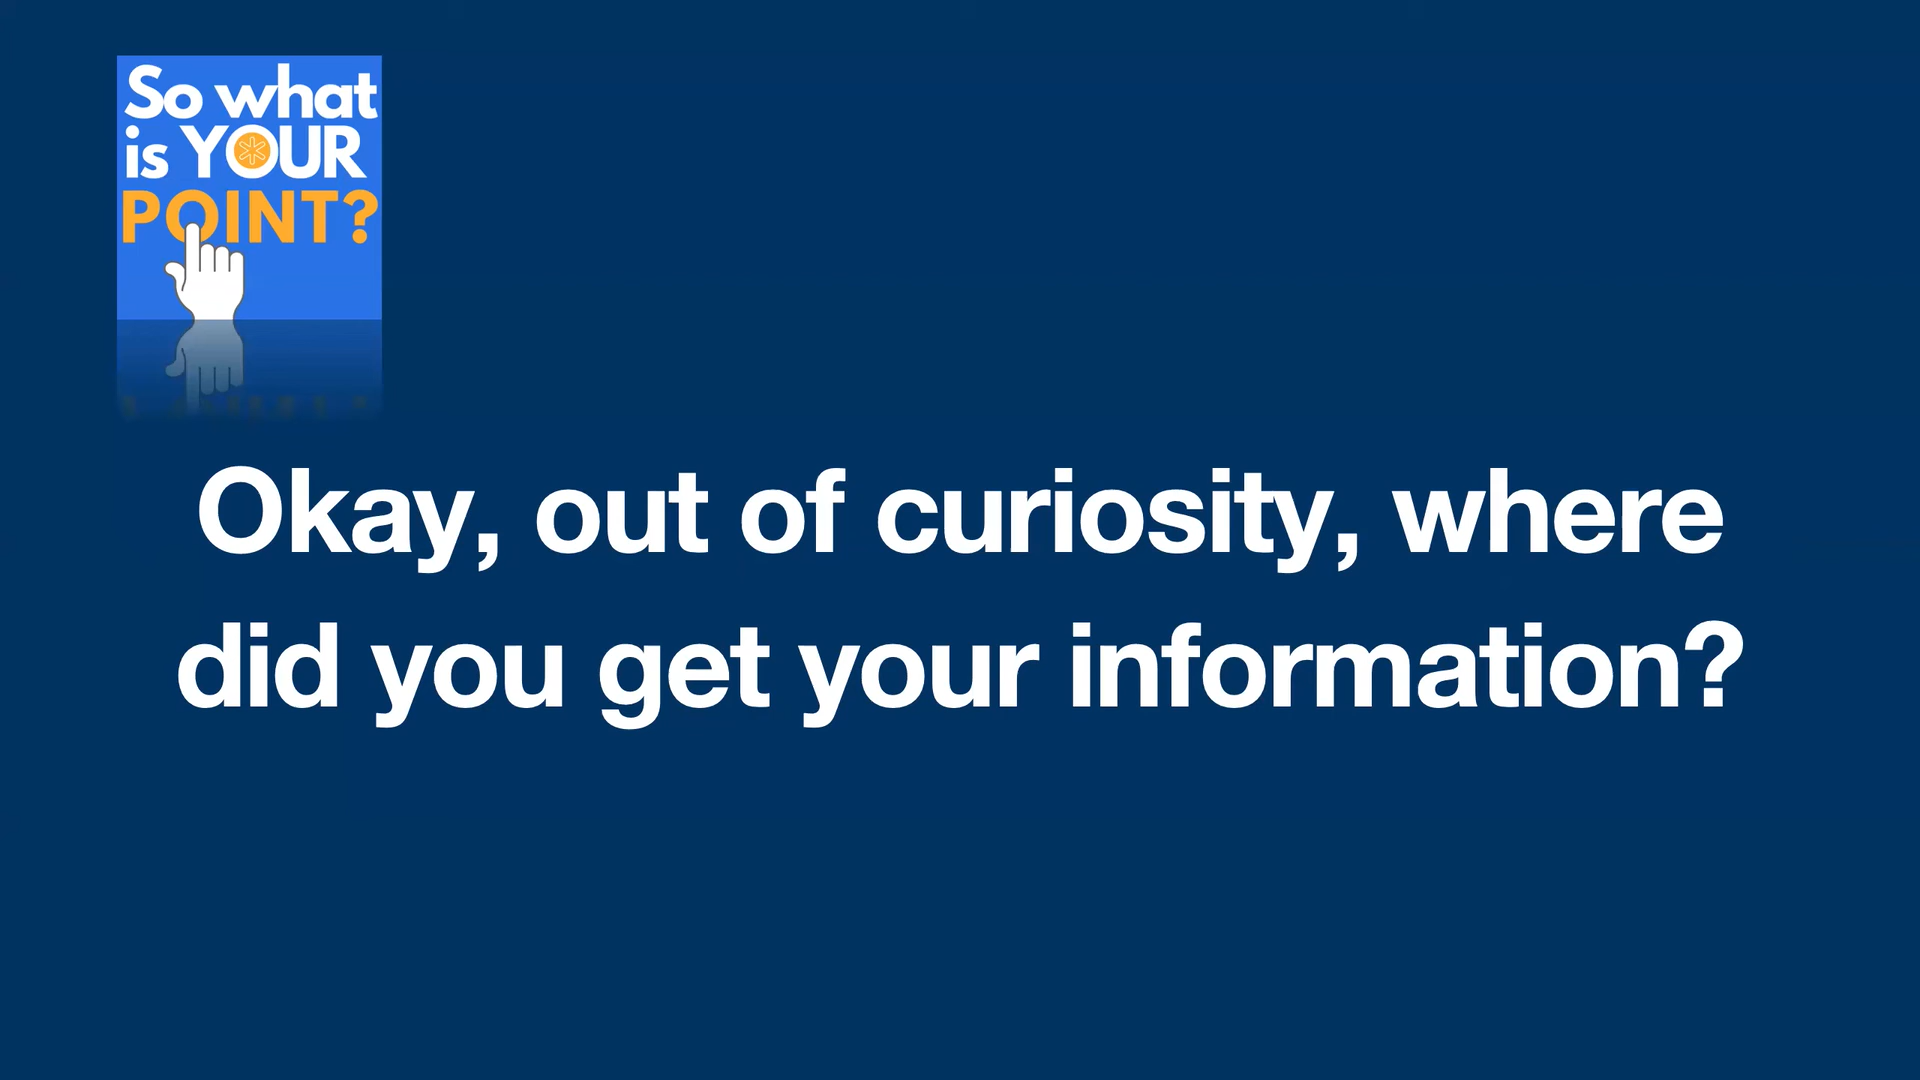 So what
is YOUR
POINT?
Okay, out of curiosity, where
did you get your information?